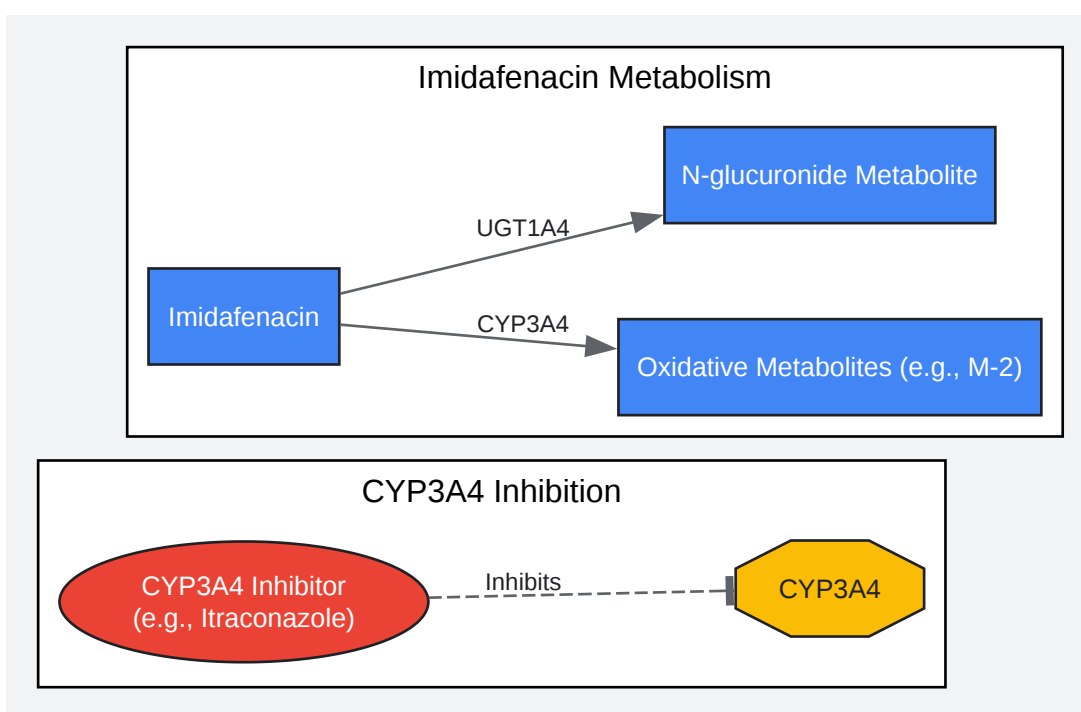 Imidafenacin Metabolism
N-glucuronide Metabolite
UGT1A4
Imidafenacin
CYP3A4
Oxidative Metabolites (e.g., M-2)
CYP3A4 Inhibition
CYP3A4 Inhibitor
(e.g., Itraconazole)
Inhibits
CYP3A4